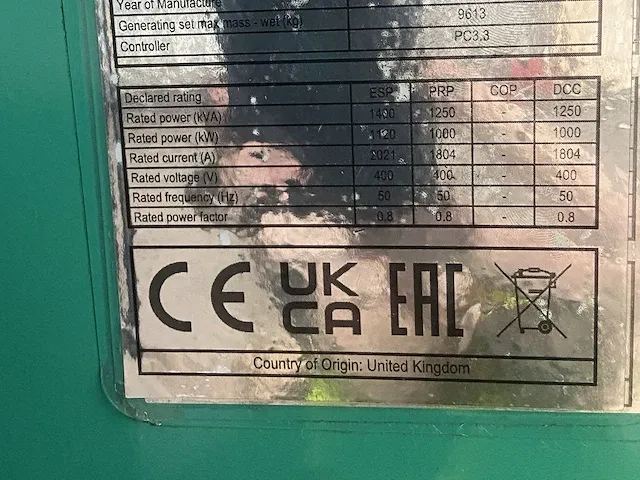 Year of Manufacture
Generating set max mass - wet (kg) 9613
Controller PC3.3
Declared rating ESP PRP COP DCC
Rated power (kVA) 1400 1250 - 1250
Rated power (kW) 1120 1000 - 1000
Rated current (A) 2021 1804 - 1804
Rated voltage (V) 400 400 - 400
Rated frequency (Hz) 50 50 - 50
Rated power factor 0.8 0.8 - 0.8
CE UK CA EAC
Country of Origin: United Kingdom